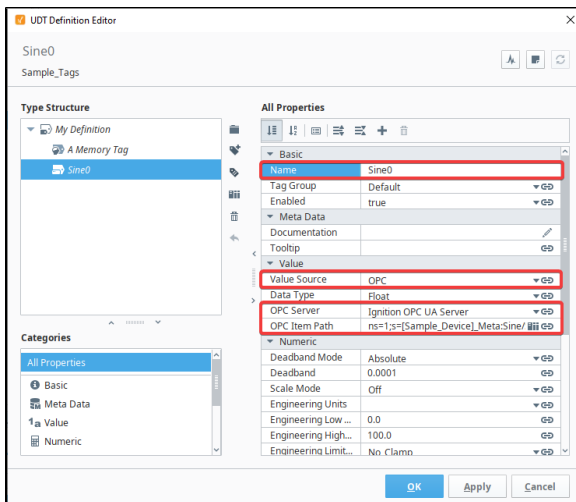 UDT Definition Editor
Sine0
Sample_Tags
Type Structure
My Definition
A Memory Tag
Sine0
Categories
All Properties
Basic
Meta Data
1a Value
Numeric
All Properties
Basic
Name Sine0
Tag Group Default
Enabled true
Meta Data
Documentation
Tooltip
Value
Value Source OPC
Data Type Float
OPC Server Ignition OPC UA Server
OPC Item Path ns=1;s=[Sample_Device]_Meta:Sine/
Numeric
Deadband Mode Absolute
Deadband 0.0001
Scale Mode Off
Engineering Units
Engineering Low ... 0.0
Engineering High... 100.0
Engineering Limit... No_Clamp
OK Apply Cancel